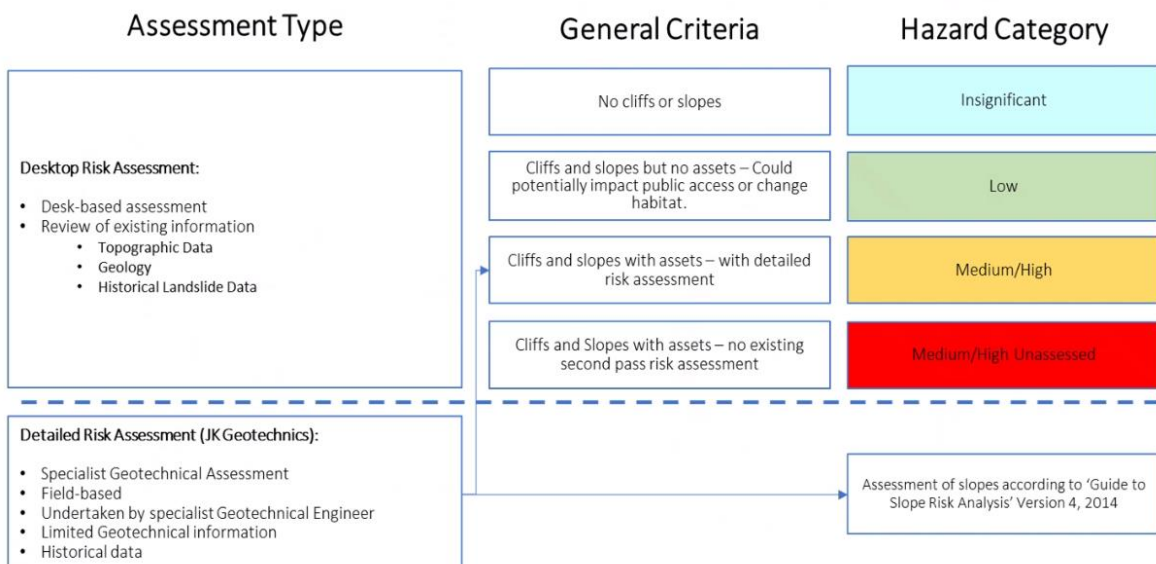 Assessment Type
General Criteria
Hazard Category
Desktop Risk Assessment:
• Desk-based assessment
• Review of existing information
• Topographic Data
• Geology
• Historical Landslide Data
No cliffs or slopes
Insignificant
Cliffs and slopes but no assets – Could
potentially impact public access or change
habitat.
Low
Cliffs and slopes with assets – with detailed
risk assessment
Medium/High
Cliffs and Slopes with assets – no existing
second pass risk assessment
Medium/High Unassessed
Detailed Risk Assessment (JK Geotechnics):
• Specialist Geotechnical Assessment
• Field-based
• Undertaken by specialist Geotechnical Engineer
• Limited Geotechnical information
• Historical data
Assessment of slopes according to 'Guide to
Slope Risk Analysis' Version 4, 2014